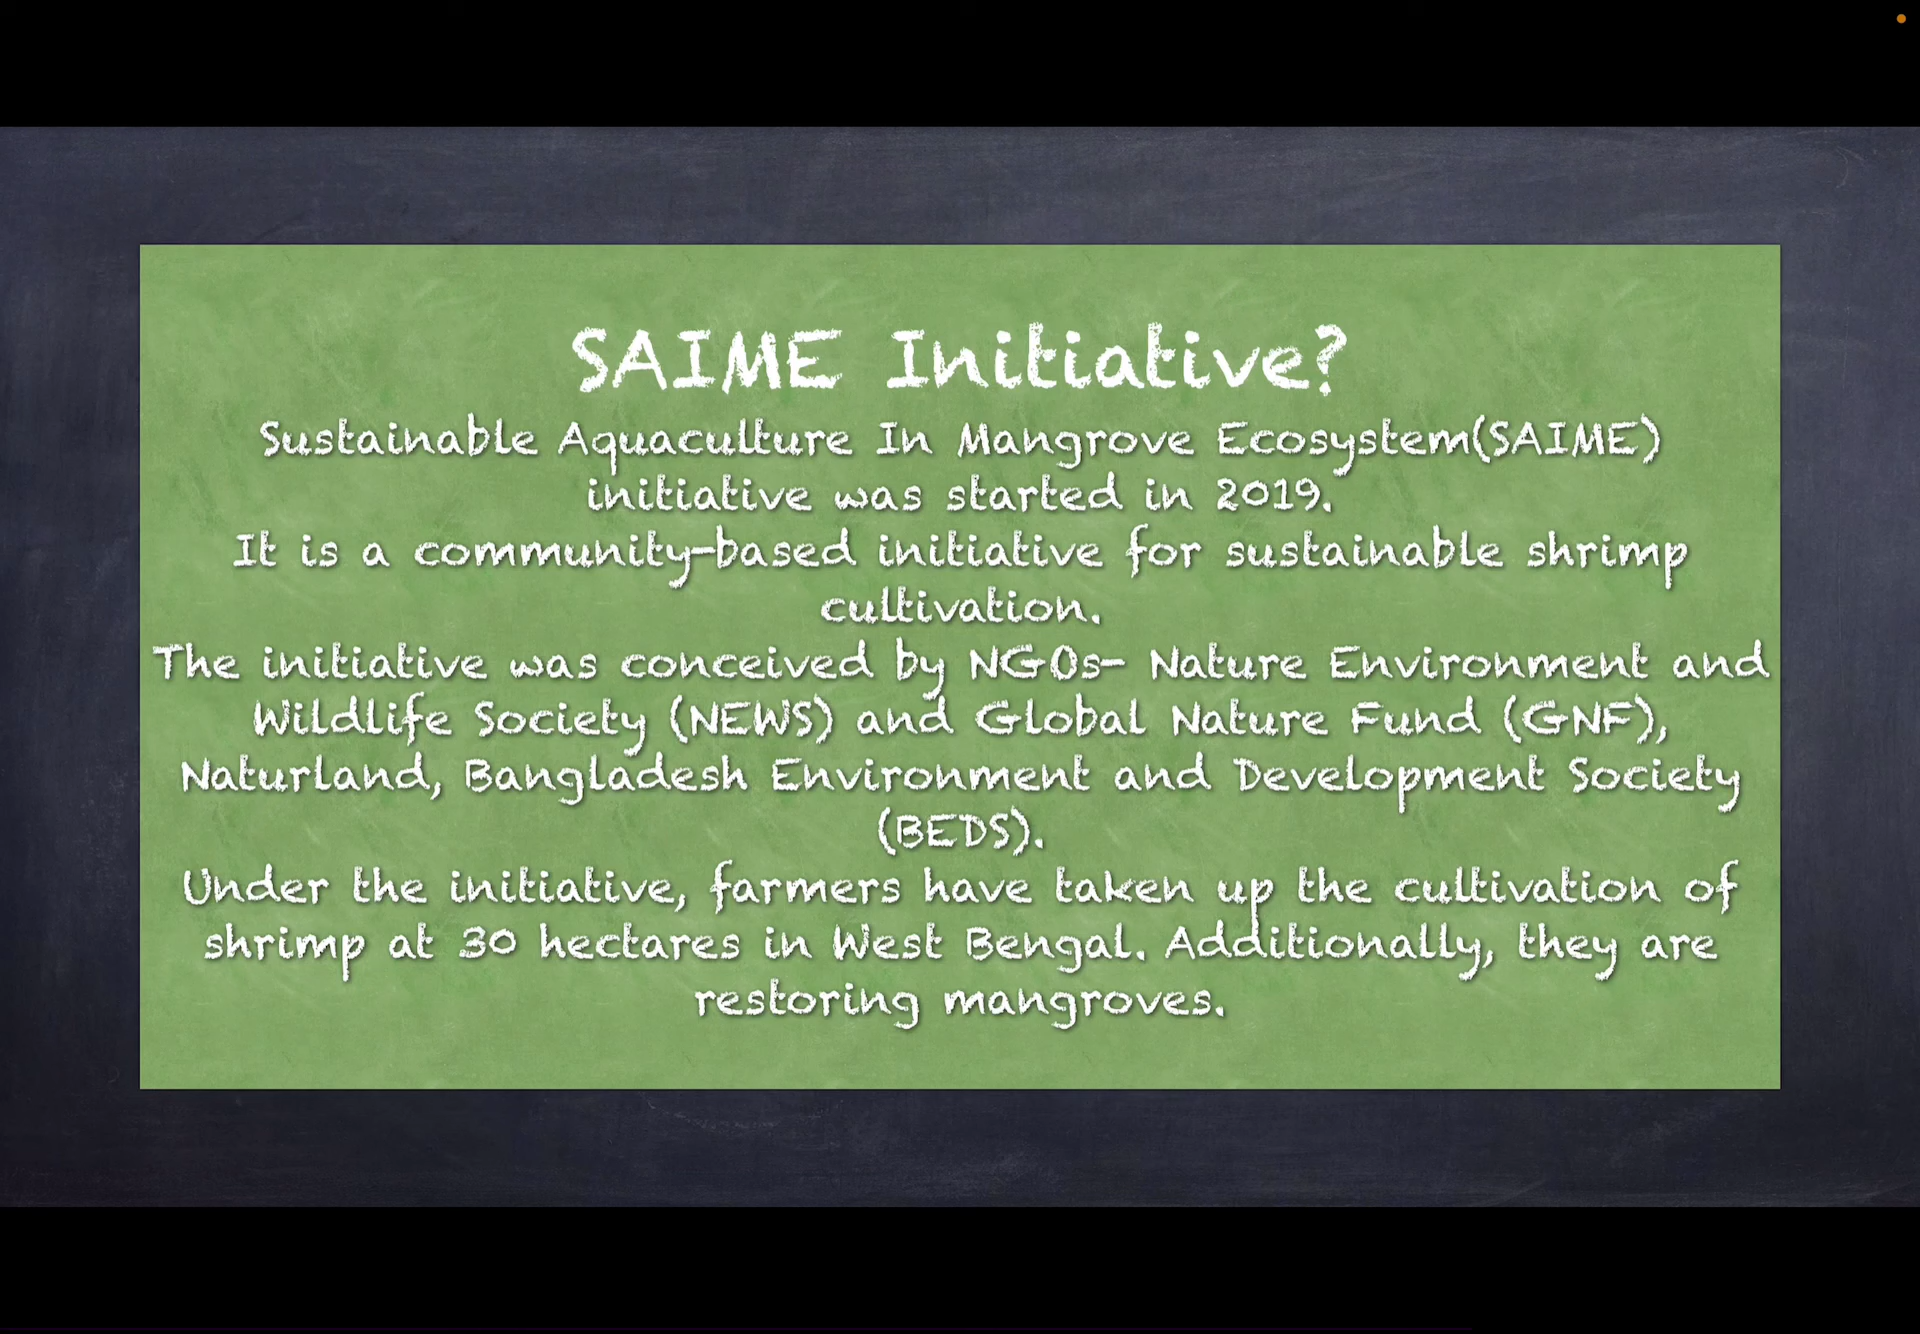 SAIME Initiative?
Sustainable Aquaculture In Mangrove Ecosystem(SAIME)
initiative was started in 2019.
It is a community-based initiative for sustainable shrimp
cultivation.
The initiative was conceived by NGOs- Nature Environment and
Wildlife Society (NEWS) and Global Nature Fund (GNF),
Naturland, Bangladesh Environment and Development Society
(BEDS).
Under the initiative, farmers have taken up the cultivation of
shrimp at 30 hectares in West Bengal. Additionally, they are
restoring mangroves.